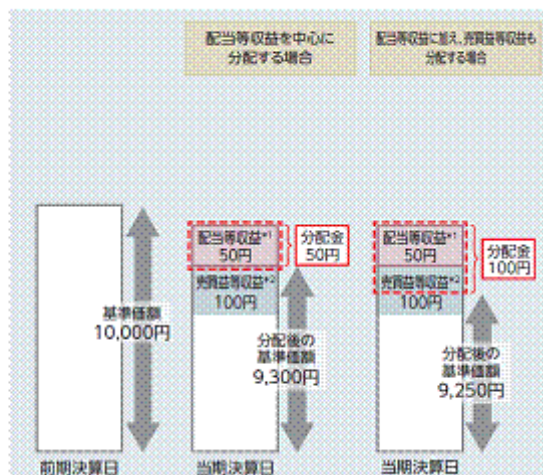 配当等収益を中心に
分配する場合
配当等収益に加え、売買益等収益も
分配する場合
基準価額
10,000円
前期決算日
配当等収益*1
50円
分配金
50円
売買益等収益*2
100円
分配後の
基準価額
9,300円
当期決算日
配当等収益*1
50円
分配金
100円
売買益等収益*2
100円
分配後の
基準価額
9,250円
当期決算日